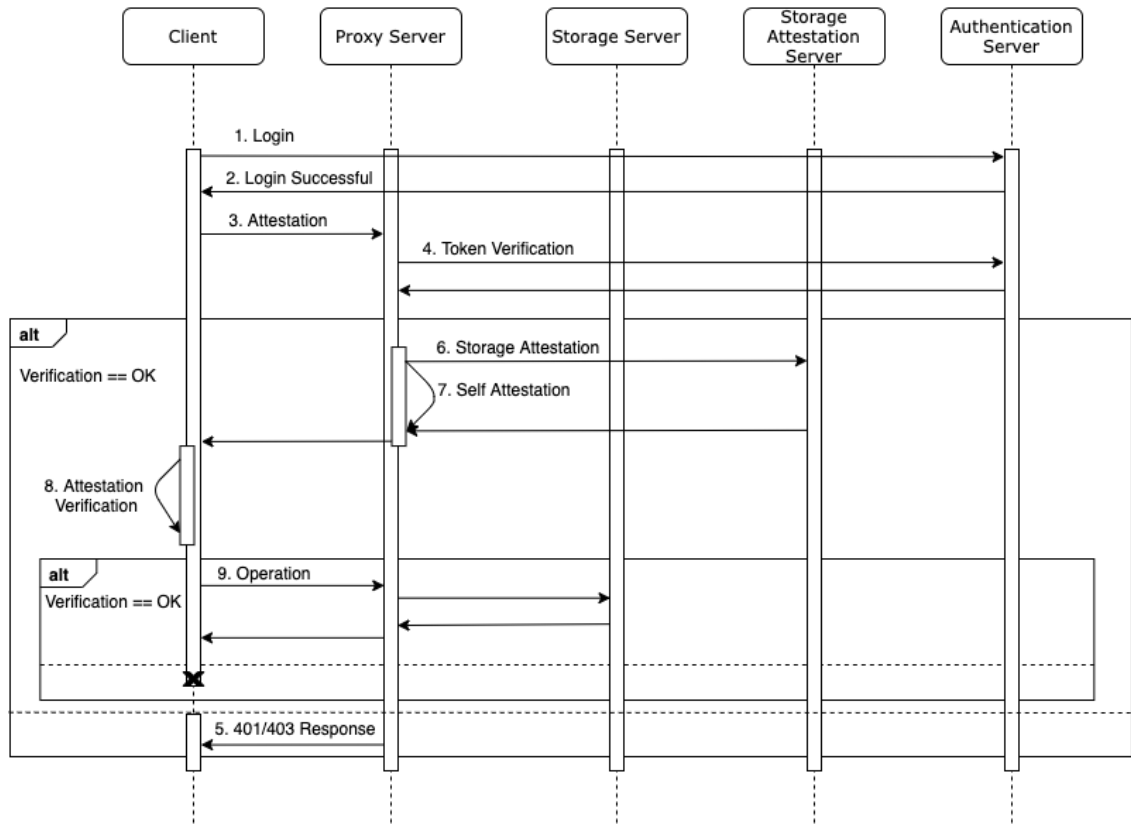 Client
Proxy Server
Storage Server
Storage
Attestation
Server
Authentication
Server
1. Login
2. Login Successful
3. Attestation
4. Token Verification
alt
Verification == OK
6. Storage Attestation
7. Self Attestation
8. Attestation
Verification
alt
Verification == OK
9. Operation
5. 401/403 Response